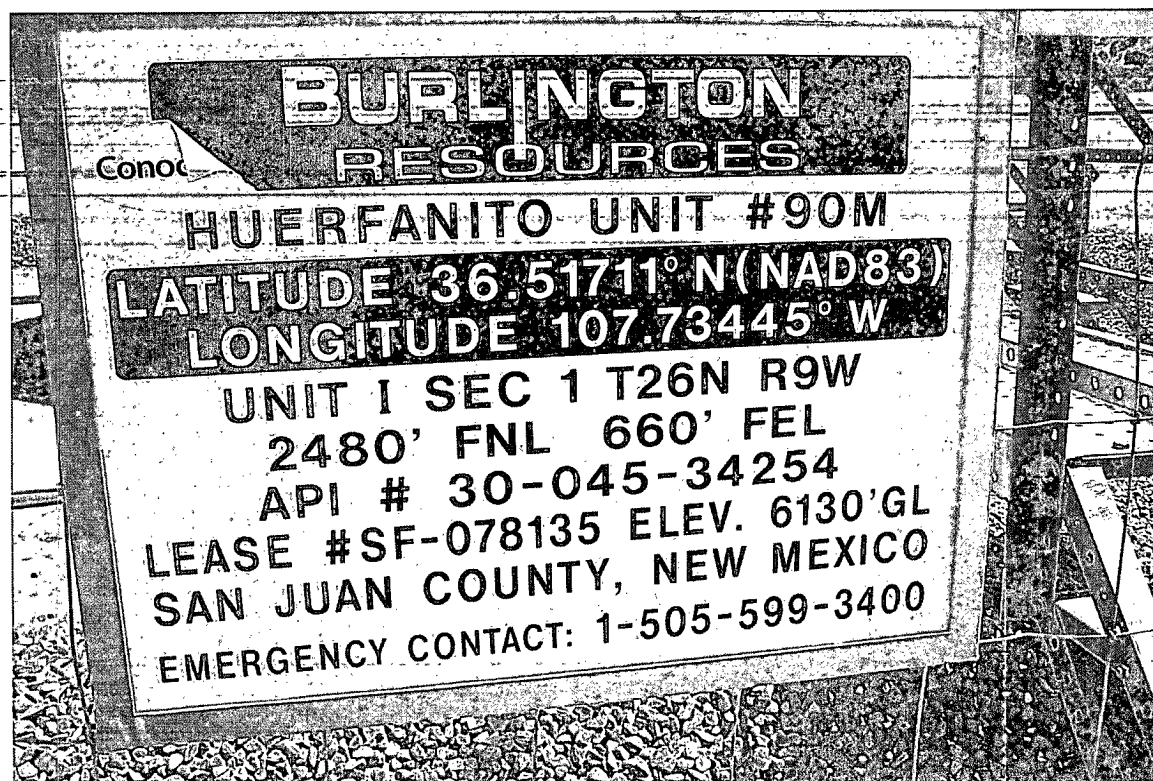 BURLINGTON
RESOURCES
Conoc
HUERFANITO UNIT #90M
LATITUDE 36.51711° N (NAD83)
LONGITUDE 107.73445° W
UNIT I SEC 1 T26N R9W
2480' FNL 660' FEL
API # 30-045-34254
LEASE #SF-078135 ELEV. 6130'GL
SAN JUAN COUNTY, NEW MEXICO
EMERGENCY CONTACT: 1-505-599-3400